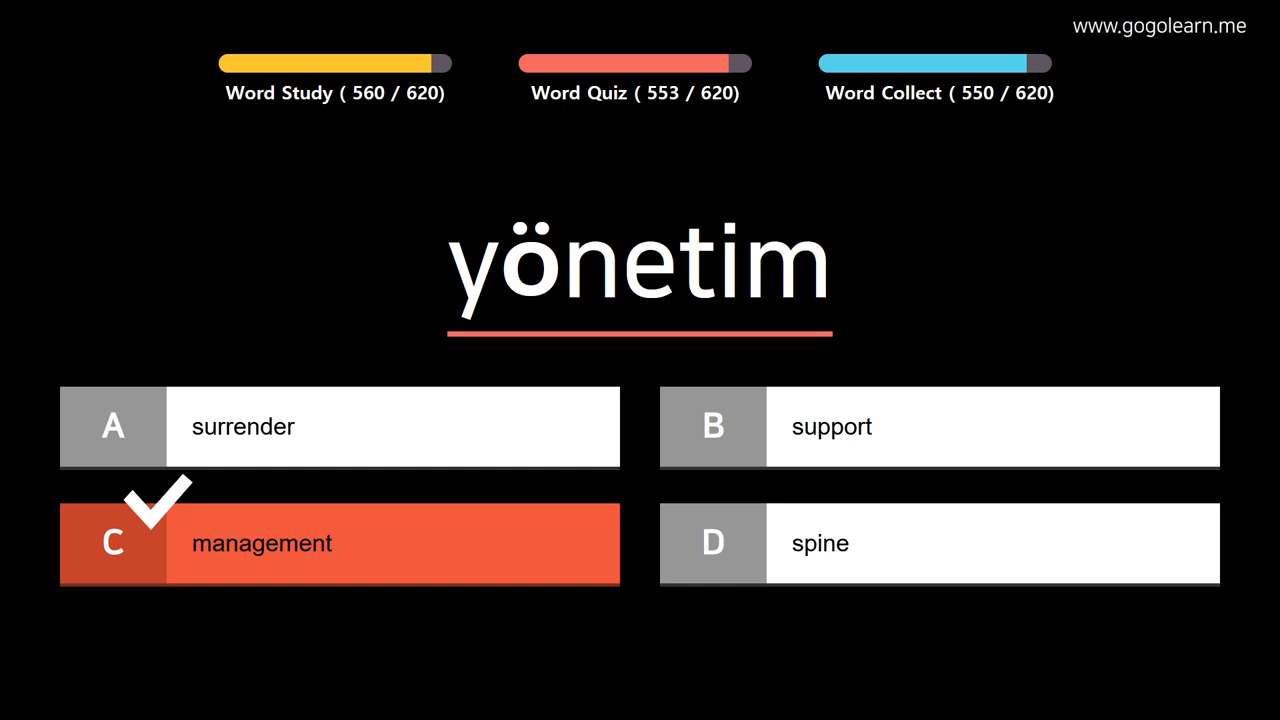 www.gogolearn.me
Word Study ( 560 / 620)
Word Quiz ( 553 / 620)
Word Collect ( 550 / 620)
yönetim
A surrender
B support
C management
D spine